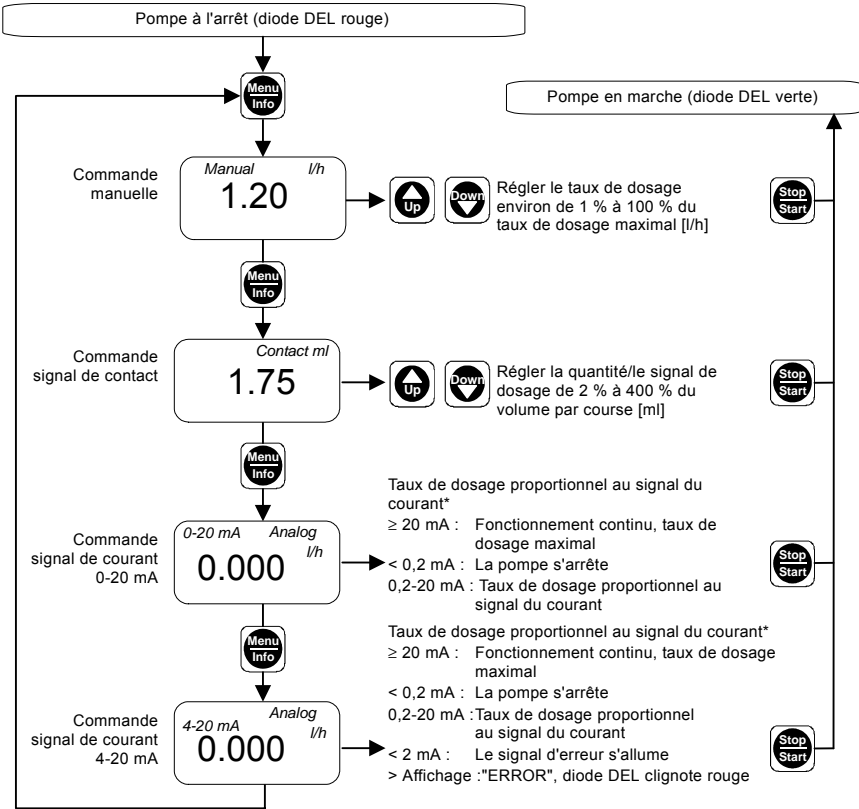 Pompe à l'arrêt (diode DEL rouge)
Menu
Info
Pompe en marche (diode DEL verte)
Commande
manuelle
Manual l/h
1.20
Up
Down
Régler le taux de dosage
environ de 1 % à 100 % du
taux de dosage maximal [l/h]
Stop
Start
Menu
Info
Commande
signal de contact
Contact ml
1.75
Up
Down
Régler la quantité/le signal de
dosage de 2 % à 400 % du
volume par course [ml]
Stop
Start
Menu
Info
Commande
signal de courant
0-20 mA
0-20 mA Analog
l/h
0.000
Taux de dosage proportionnel au signal du
courant*
≥ 20 mA : Fonctionnement continu, taux de
dosage maximal
< 0,2 mA : La pompe s'arrête
0,2-20 mA : Taux de dosage proportionnel au
signal du courant
Stop
Start
Menu
Info
Commande
signal de courant
4-20 mA
Analog
4-20 mA l/h
0.000
Taux de dosage proportionnel au signal du courant*
≥ 20 mA : Fonctionnement continu, taux de dosage
maximal
< 0,2 mA : La pompe s'arrête
0,2-20 mA :Taux de dosage proportionnel
au signal du courant
< 2 mA : Le signal d'erreur s'allume
> Affichage :"ERROR", diode DEL clignote rouge
Stop
Start